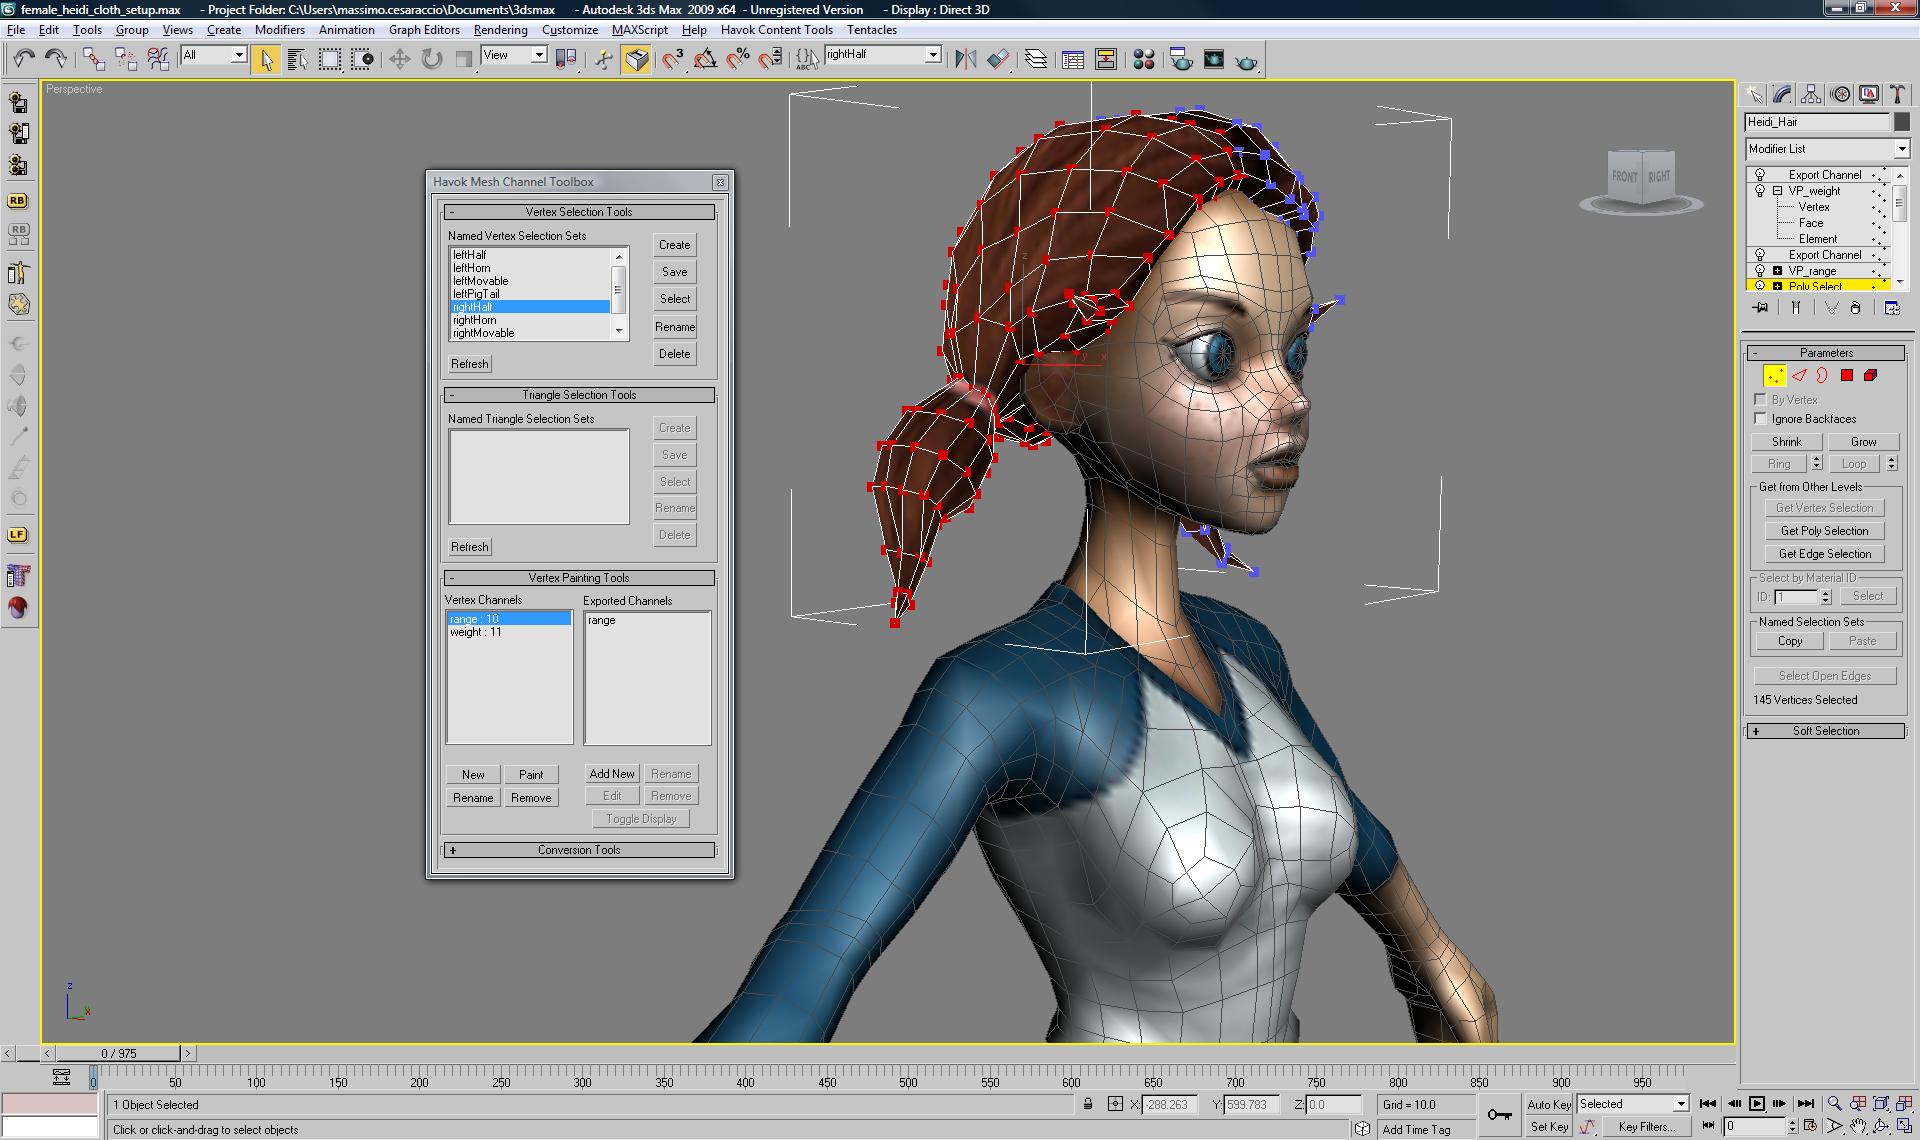 female_heidi_cloth_setup.max - Project Folder: C:\Users\massimo.cesaraccio\Documents\3dsmax - Autodesk 3ds Max 2009 x64 - Unregistered Version - Display : Direct 3D
File Edit Tools Group Views Create Modifiers Animation Graph Editors Rendering Customize MAXScript Help Havok Content Tools Tentacles
All View 3 % ABC rightHalf
Perspective
Havok Mesh Channel Toolbox
- Vertex Selection Tools
Named Vertex Selection Sets
leftHalf
leftHorn
leftMovable
leftPigTail
rightHalf
rightHorn
rightMovable
Create
Save
Select
Rename
Delete
Refresh
- Triangle Selection Tools
Named Triangle Selection Sets
Create
Save
Select
Rename
Delete
Refresh
- Vertex Painting Tools
Vertex Channels Exported Channels
range : 10
weight : 11
range
New Paint Add New Rename
Rename Remove Edit Remove
Toggle Display
+ Conversion Tools
RB
RB
LF
z
y x
FRONT RIGHT
z
x
Heidi_Hair
Modifier List
Export Channel
VP_weight
Vertex
Face
Element
Export Channel
VP_range
Poly Select
- Parameters
By Vertex
Ignore Backfaces
Shrink Grow
Ring Loop
Get from Other Levels
Get Vertex Selection
Get Poly Selection
Get Edge Selection
Select by Material ID
ID: 1 Select
Named Selection Sets
Copy Paste
Select Open Edges
145 Vertices Selected
+ Soft Selection
< < 0 / 975 >
0 50 100 150 200 250 300 350 400 450 500 550 600 650 700 750 800 850 900 950
1 Object Selected X: -288.263 Y: 599.783 Z: 0.0 Grid = 10.0 Auto Key Selected
Click or click-and-drag to select objects Add Time Tag Set Key Key Filters... 0